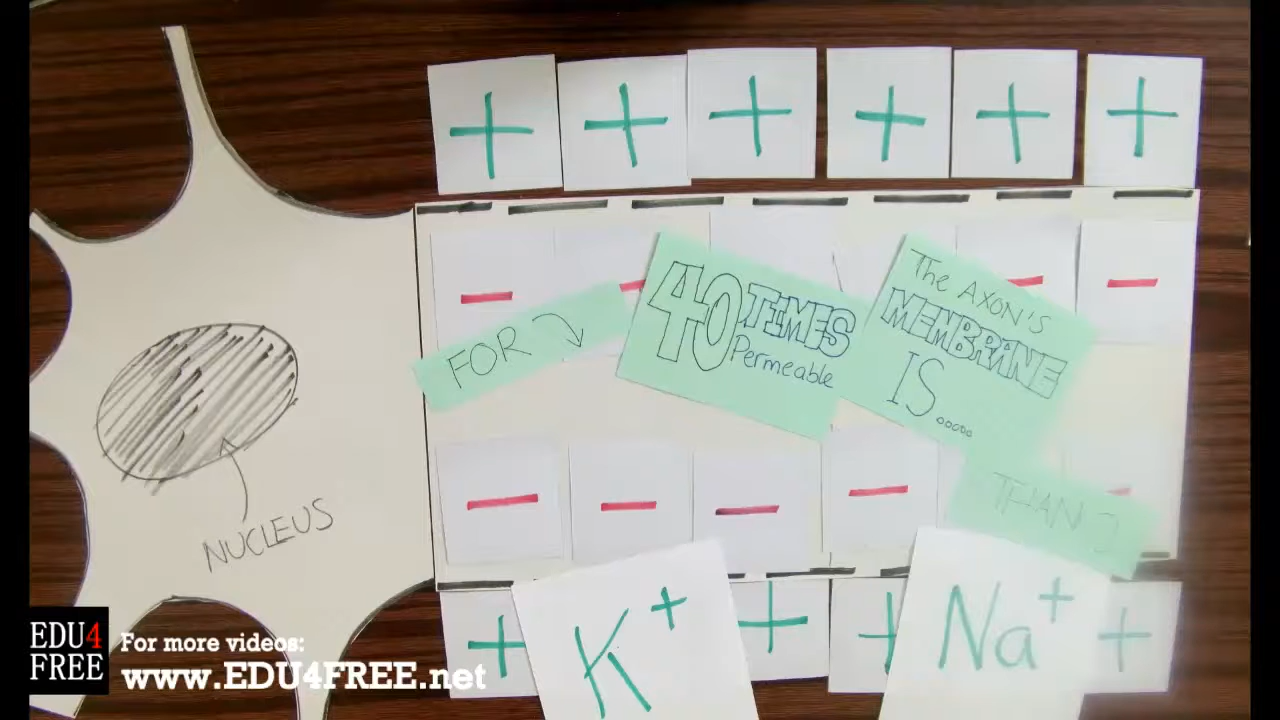 + + + + + +
− − − −
The AXON'S
MEMBRANE
IS.....
40 TIMES
Permeable
FOR
− − − − −
THAN
NUCLEUS
+ + + +
K+
Na+
EDU4
FREE
For more videos:
www.EDU4FREE.net